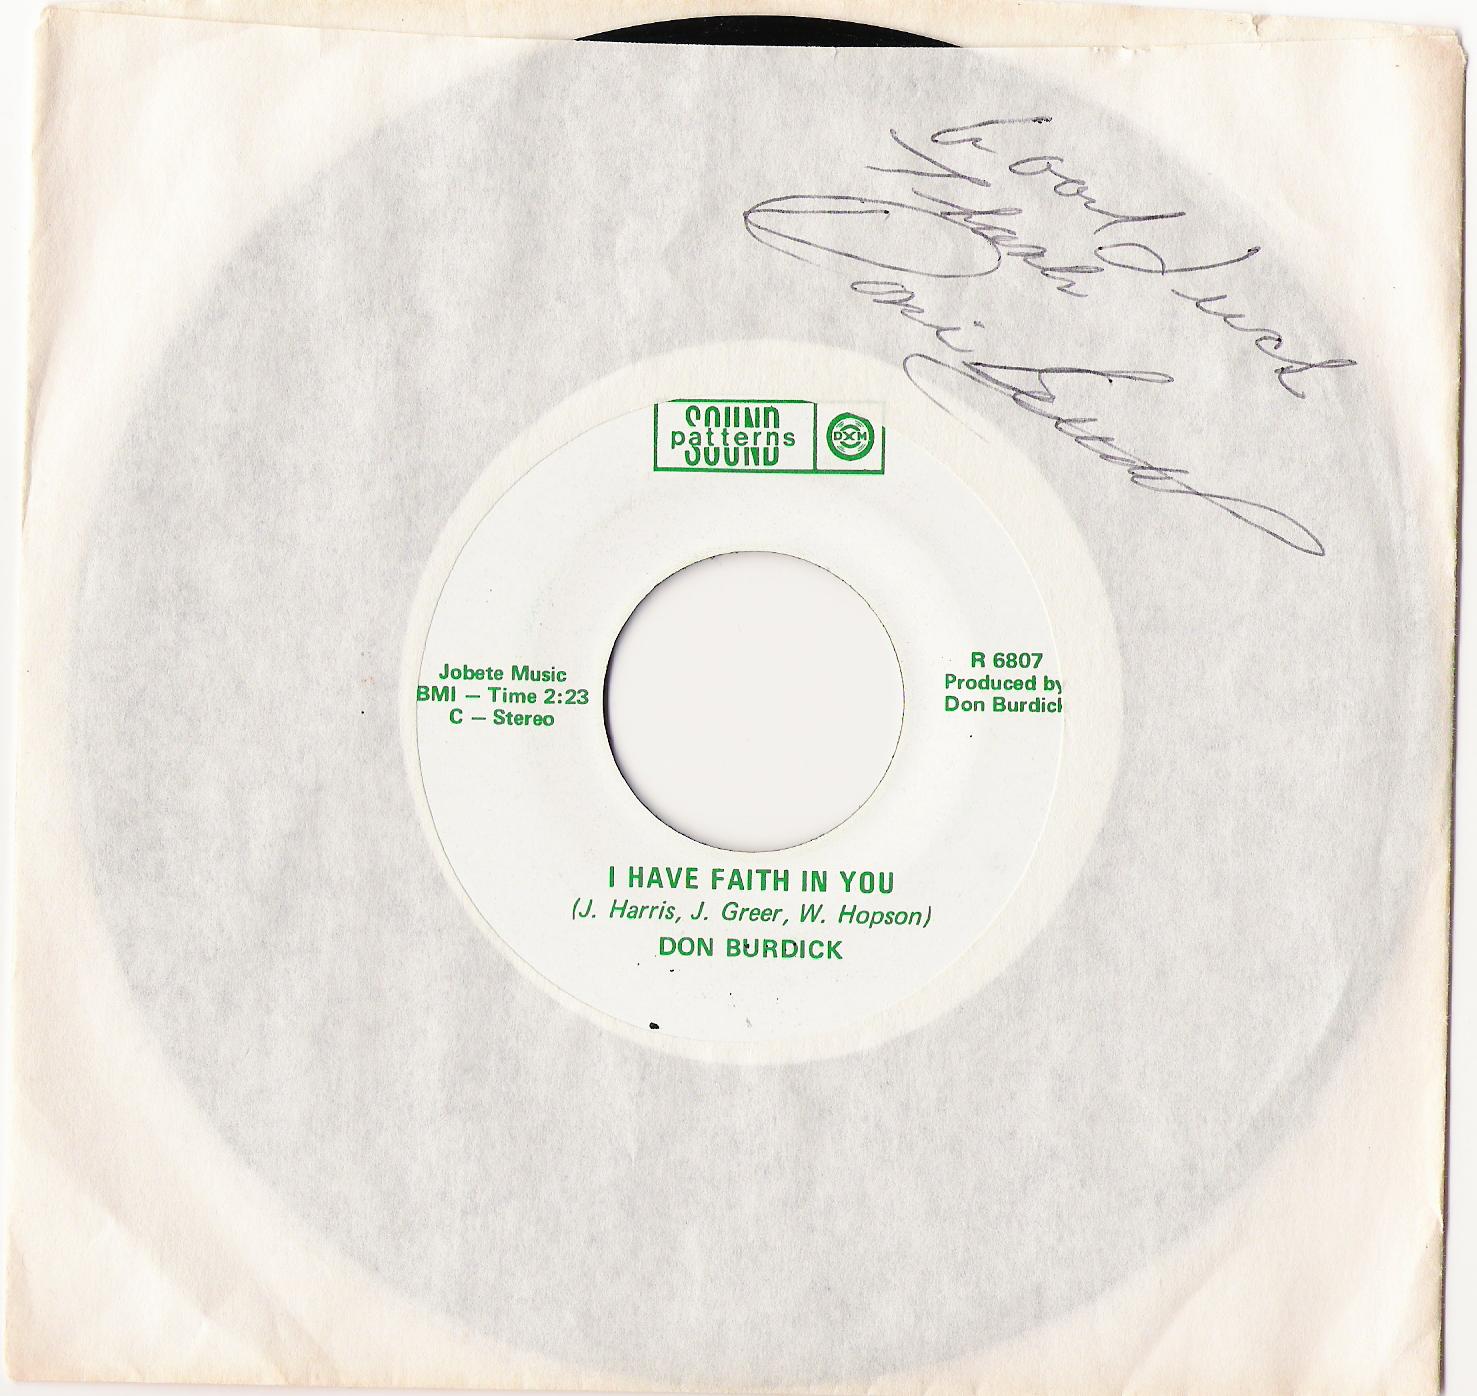 Good Luck
SOUND
patterns
SOUND
DXM
Jobete Music
BMI — Time 2:23
C — Stereo
R 6807
Produced by
Don Burdick
I HAVE FAITH IN YOU
(J. Harris, J. Greer, W. Hopson)
DON BURDICK